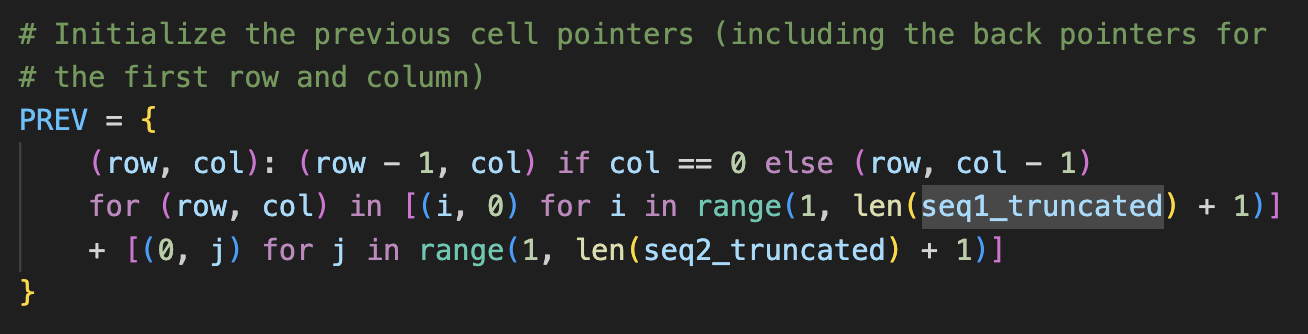 # Initialize the previous cell pointers (including the back pointers for
# the first row and column)
PREV = {
    (row, col): (row - 1, col) if col == 0 else (row, col - 1)
    for (row, col) in [(i, 0) for i in range(1, len(seq1_truncated) + 1)]
    + [(0, j) for j in range(1, len(seq2_truncated) + 1)]
}